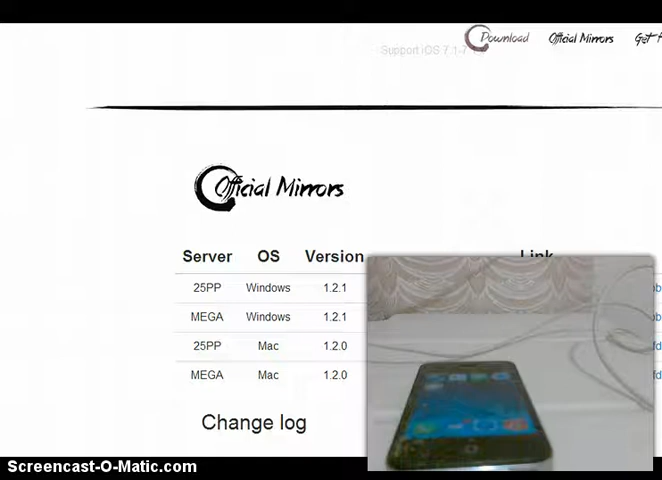 Download Official Mirrors Get
Support iOS 7.1-7
Official Mirrors
Server OS Version Link
25PP Windows 1.2.1
MEGA Windows 1.2.1
25PP Mac 1.2.0
MEGA Mac 1.2.0
Change log
Screencast-O-Matic.com